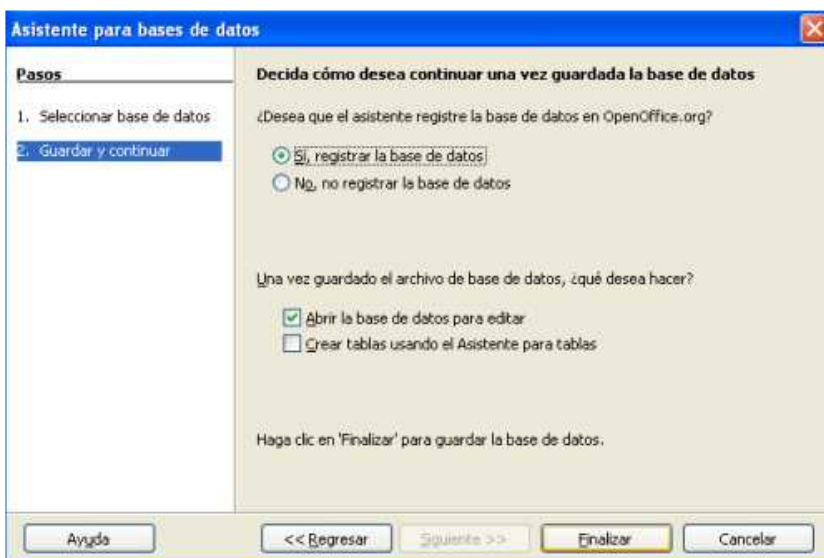 Asistente para bases de datos
Pasos
1. Seleccionar base de datos
2. Guardar y continuar
Decida cómo desea continuar una vez guardada la base de datos
¿Desea que el asistente registre la base de datos en OpenOffice.org?
Sí, registrar la base de datos
No, no registrar la base de datos
Una vez guardado el archivo de base de datos, ¿qué desea hacer?
Abrir la base de datos para editar
Crear tablas usando el Asistente para tablas
Haga clic en 'Finalizar' para guardar la base de datos.
Ayuda
<< Regresar
Siguiente >>
Finalizar
Cancelar